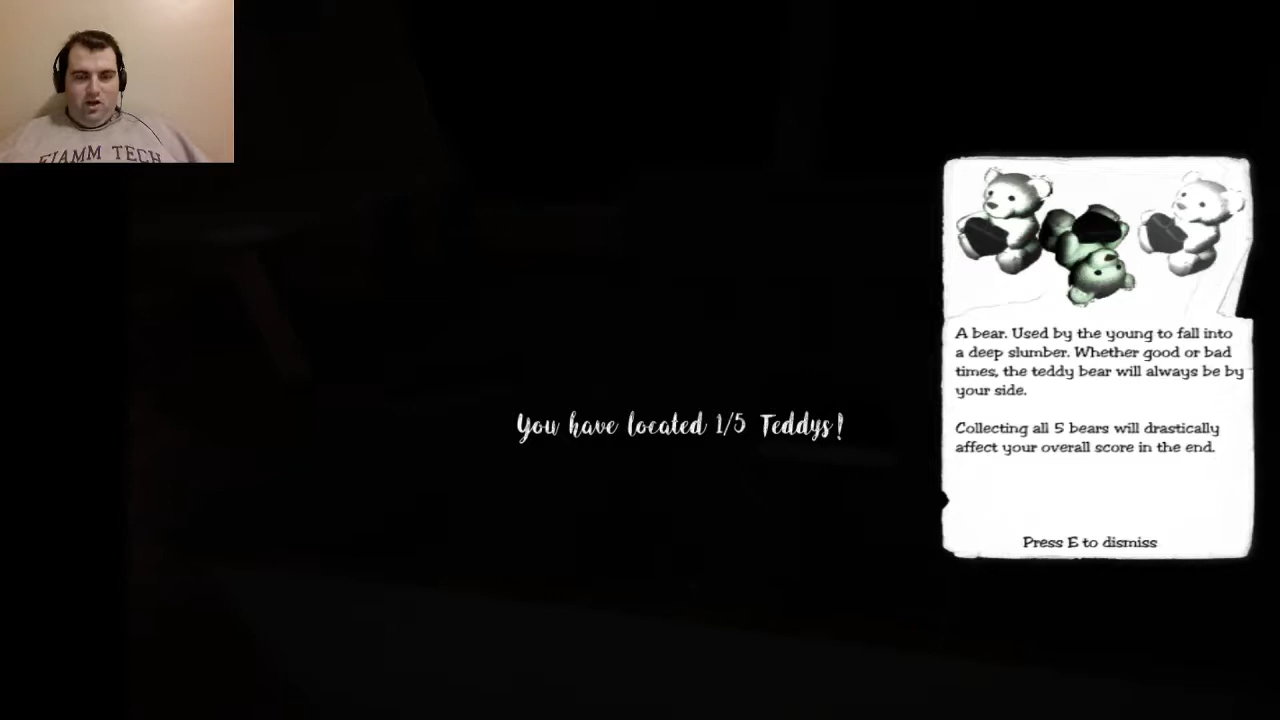 FIAMM TECH
A bear. Used by the young to fall into
a deep slumber. Whether good or bad
times, the teddy bear will always be by
your side.
Collecting all 5 bears will drastically
affect your overall score in the end.
You have located 1/5 Teddys!
Press E to dismiss